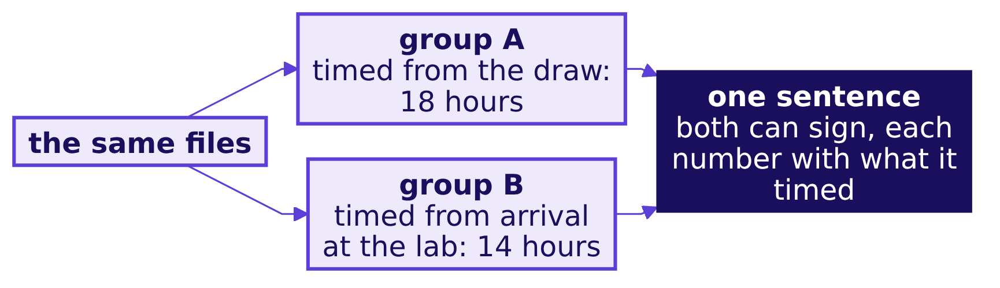 the same files
group A
timed from the draw:
18 hours
group B
timed from arrival
at the lab: 14 hours
one sentence
both can sign, each
number with what it
timed